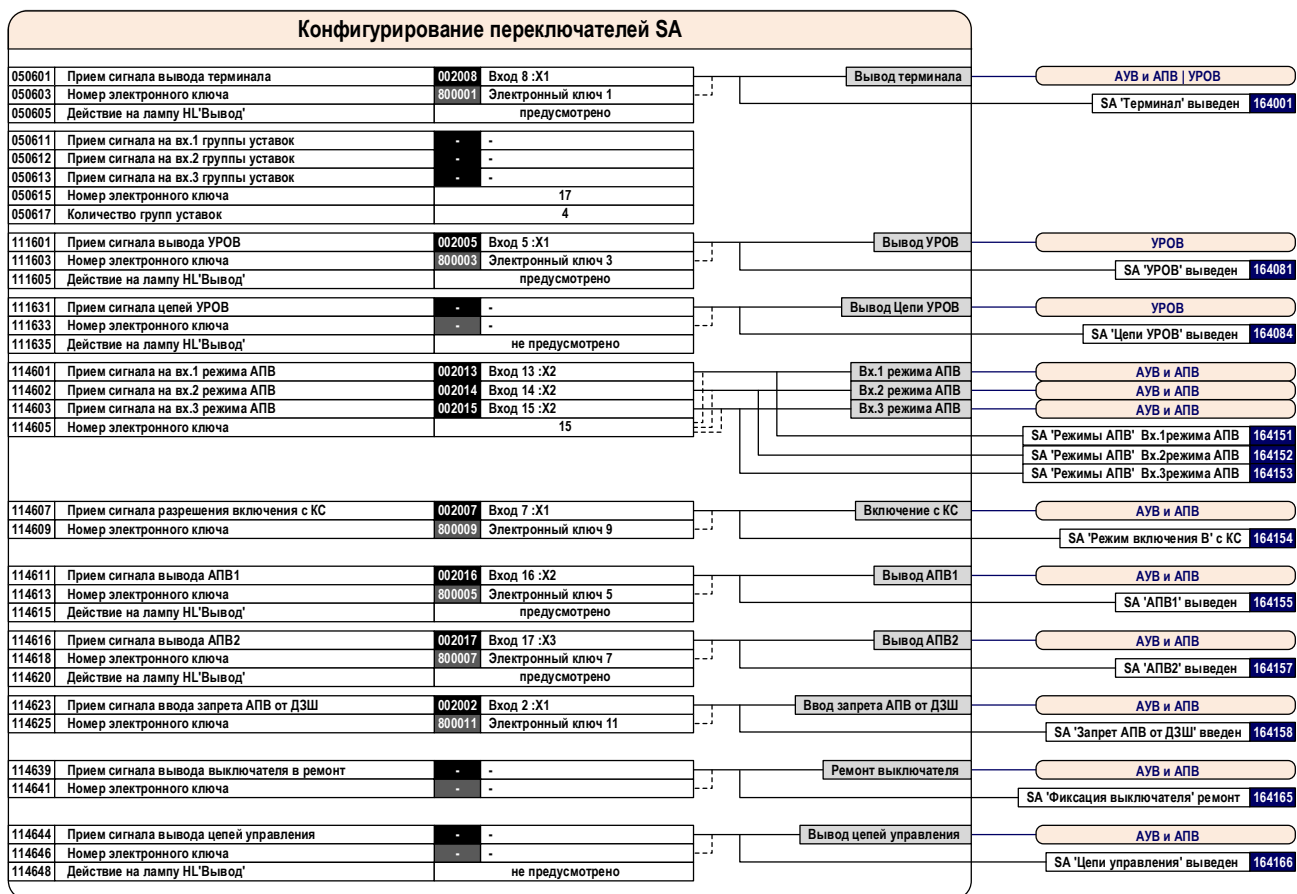 Конфигурирование переключателей SA
050601 Прием сигнала вывода терминала 002008 Вход 8 :X1 Вывод терминала АУВ и АПВ | УРОВ
050603 Номер электронного ключа 800001 Электронный ключ 1
SA 'Терминал' выведен 164001
050605 Действие на лампу HL'Вывод' предусмотрено
050611 Прием сигнала на вх.1 группы уставок - -
050612 Прием сигнала на вх.2 группы уставок - -
050613 Прием сигнала на вх.3 группы уставок - -
050615 Номер электронного ключа 17
050617 Количество групп уставок 4
111601 Прием сигнала вывода УРОВ 002005 Вход 5 :X1 Вывод УРОВ УРОВ
111603 Номер электронного ключа 800003 Электронный ключ 3
SA 'УРОВ' выведен 164081
111605 Действие на лампу HL'Вывод' предусмотрено
111631 Прием сигнала цепей УРОВ - - Вывод Цепи УРОВ УРОВ
111633 Номер электронного ключа - -
SA 'Цепи УРОВ' выведен 164084
111635 Действие на лампу HL'Вывод' не предусмотрено
114601 Прием сигнала на вх.1 режима АПВ 002013 Вход 13 :X2 Вх.1 режима АПВ АУВ и АПВ
114602 Прием сигнала на вх.2 режима АПВ 002014 Вход 14 :X2 Вх.2 режима АПВ АУВ и АПВ
114603 Прием сигнала на вх.3 режима АПВ 002015 Вход 15 :X2 Вх.3 режима АПВ АУВ и АПВ
114605 Номер электронного ключа 15
SA 'Режимы АПВ' Вх.1режима АПВ 164151
SA 'Режимы АПВ' Вх.2режима АПВ 164152
SA 'Режимы АПВ' Вх.3режима АПВ 164153
114607 Прием сигнала разрешения включения с КС 002007 Вход 7 :X1 Включение с КС АУВ и АПВ
114609 Номер электронного ключа 800009 Электронный ключ 9
SA 'Режим включения В' с КС 164154
114611 Прием сигнала вывода АПВ1 002016 Вход 16 :X2 Вывод АПВ1 АУВ и АПВ
114613 Номер электронного ключа 800005 Электронный ключ 5
SA 'АПВ1' выведен 164155
114615 Действие на лампу HL'Вывод' предусмотрено
114616 Прием сигнала вывода АПВ2 002017 Вход 17 :X3 Вывод АПВ2 АУВ и АПВ
114618 Номер электронного ключа 800007 Электронный ключ 7
SA 'АПВ2' выведен 164157
114620 Действие на лампу HL'Вывод' предусмотрено
114623 Прием сигнала ввода запрета АПВ от ДЗШ 002002 Вход 2 :X1 Ввод запрета АПВ от ДЗШ АУВ и АПВ
114625 Номер электронного ключа 800011 Электронный ключ 11
SA 'Запрет АПВ от ДЗШ' введен 164158
114639 Прием сигнала вывода выключателя в ремонт - - Ремонт выключателя АУВ и АПВ
114641 Номер электронного ключа - -
SA 'Фиксация выключателя' ремонт 164165
114644 Прием сигнала вывода цепей управления - - Вывод цепей управления АУВ и АПВ
114646 Номер электронного ключа - -
SA 'Цепи управления' выведен 164166
114648 Действие на лампу HL'Вывод' не предусмотрено